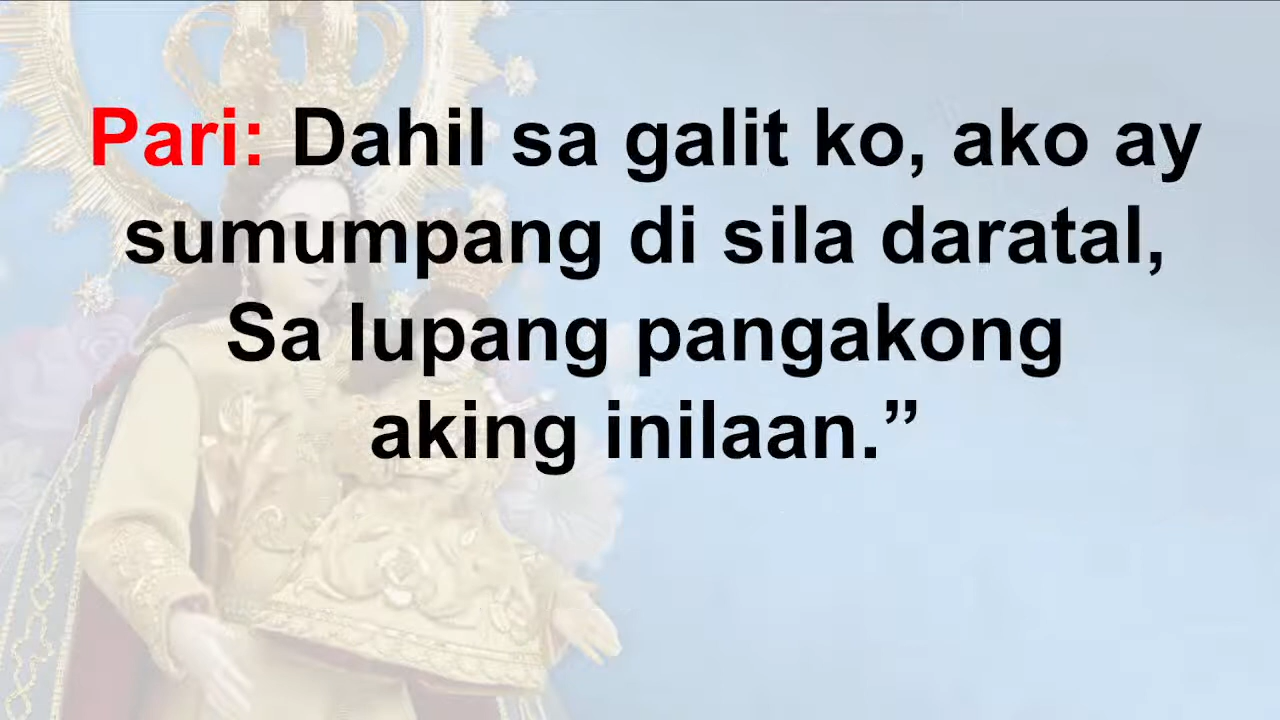 Pari: Dahil sa galit ko, ako ay
sumumpang di sila daratal,
Sa lupang pangakong
aking inilaan.”